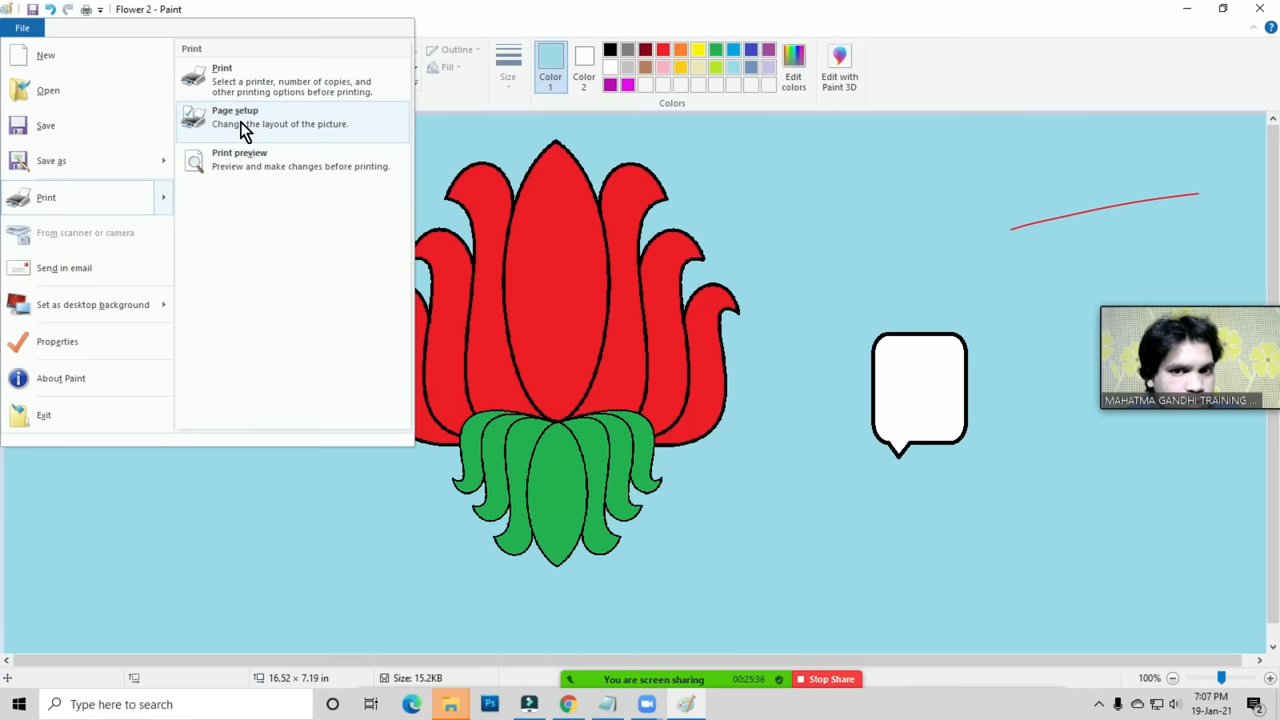 Flower 2 - Paint
File
New
Open
Save
Save as
Print
From scanner or camera
Send in email
Set as desktop background
Properties
About Paint
Exit
Print
Print
Select a printer, number of copies, and
other printing options before printing.
Page setup
Change the layout of the picture.
Print preview
Preview and make changes before printing.
Outline
Fill
Size
Color
1
Color
2
Edit
colors
Edit with
Paint 3D
Colors
MAHATMA GANDHI TRAINING ...
16.52 × 7.19 in
Size: 15.2KB
You are screen sharing
00:25:36
Stop Share
100%
Type here to search
7:07 PM
19-Jan-21
2